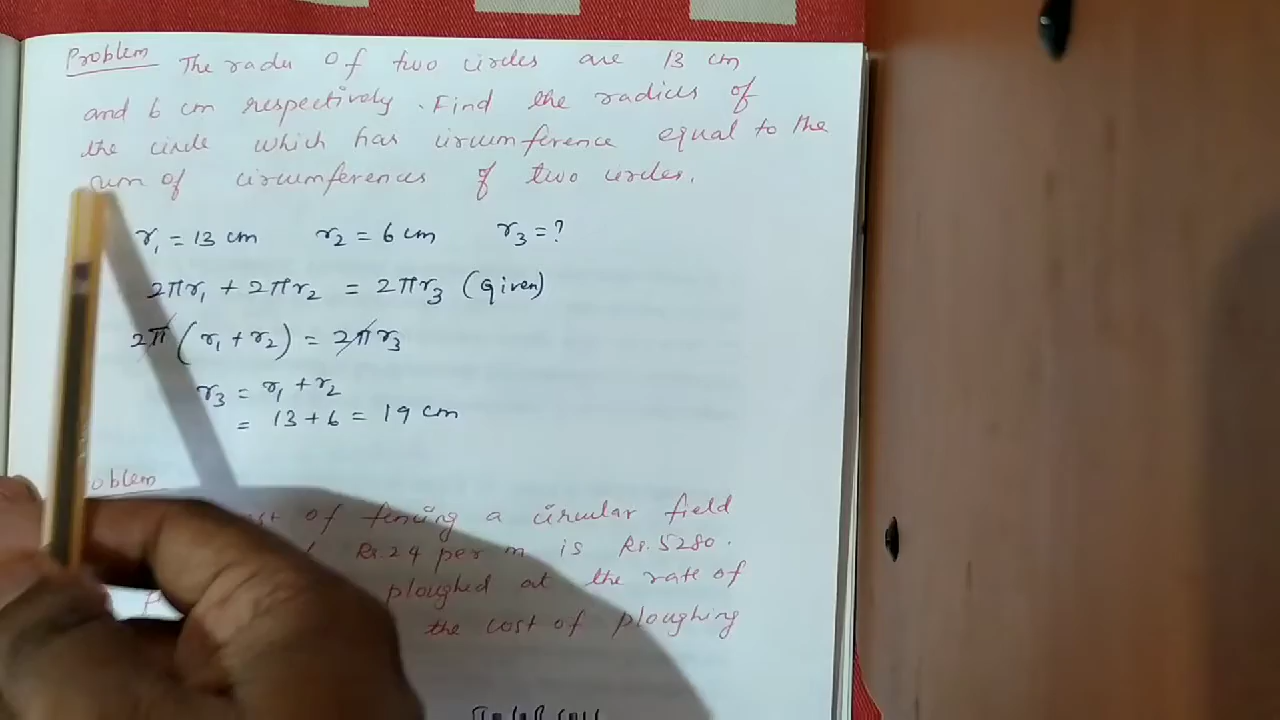 Problem The radii of two circles are 13 cm
and 6 cm respectively. Find the radius of
the circle which has circumference equal to the
sum of circumferences of two circles.
r₁ = 13 cm r₂ = 6 cm r₃ = ?
2πr₁ + 2πr₂ = 2πr₃ (Given)
2π (r₁ + r₂) = 2πr₃
r₃ = r₁ + r₂
= 13 + 6 = 19 cm
oblem
of fencing a circular field
Rs. 24 per m is Rs. 5280.
ploughed at the rate of
the cost of ploughing